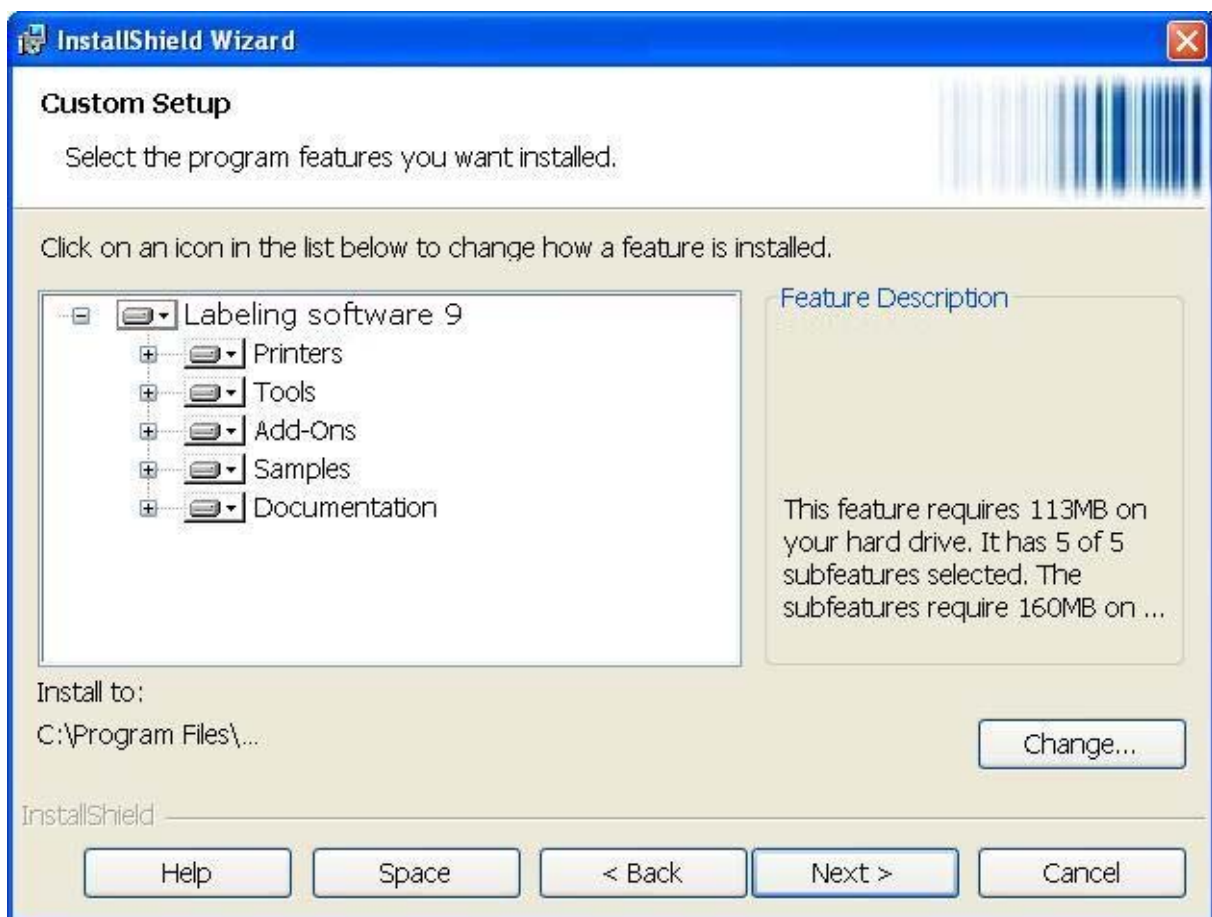 InstallShield Wizard
Custom Setup
Select the program features you want installed.
Click on an icon in the list below to change how a feature is installed.
Labeling software 9
Printers
Tools
Add-Ons
Samples
Documentation
Feature Description
This feature requires 113MB on
your hard drive. It has 5 of 5
subfeatures selected. The
subfeatures require 160MB on ...
Install to:
C:\Program Files\...
Change...
InstallShield
Help
Space
< Back
Next >
Cancel